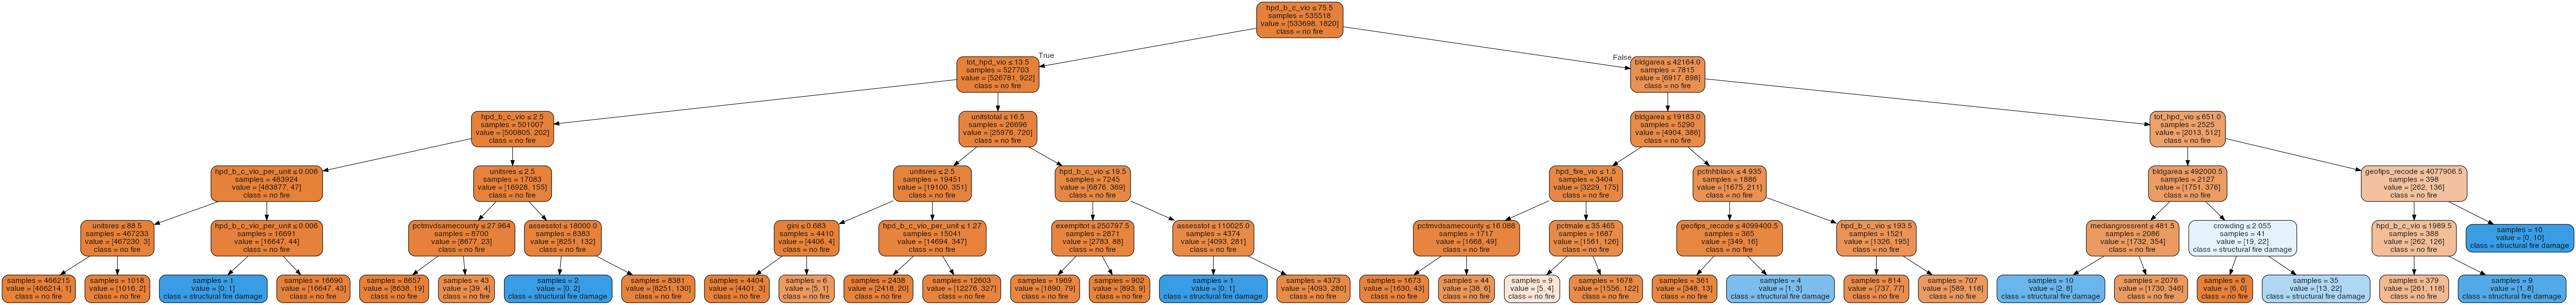 hpd_b_c_vio ≤ 75.5
samples = 535518
value = [533698, 1820]
class = no fire
True
False
tot_hpd_vio ≤ 13.5
samples = 527703
value = [526781, 922]
class = no fire
bldgarea ≤ 42164.0
samples = 7815
value = [6917, 898]
class = no fire
hpd_b_c_vio ≤ 2.5
samples = 501007
value = [500805, 202]
class = no fire
unitstotal ≤ 16.5
samples = 26696
value = [25976, 720]
class = no fire
bldgarea ≤ 19183.0
samples = 5290
value = [4904, 386]
class = no fire
tot_hpd_vio ≤ 651.0
samples = 2525
value = [2013, 512]
class = no fire
hpd_b_c_vio_per_unit ≤ 0.006
samples = 483924
value = [483877, 47]
class = no fire
unitsres ≤ 2.5
samples = 17083
value = [16928, 155]
class = no fire
unitsres ≤ 2.5
samples = 19451
value = [19100, 351]
class = no fire
hpd_b_c_vio ≤ 19.5
samples = 7245
value = [6876, 369]
class = no fire
hpd_fire_vio ≤ 1.5
samples = 3404
value = [3229, 175]
class = no fire
pctnhblack ≤ 4.935
samples = 1886
value = [1675, 211]
class = no fire
bldgarea ≤ 492000.5
samples = 2127
value = [1751, 376]
class = no fire
geofips_recode ≤ 4077906.5
samples = 398
value = [262, 136]
class = no fire
unitsres ≤ 88.5
samples = 467233
value = [467230, 3]
class = no fire
hpd_b_c_vio_per_unit ≤ 0.006
samples = 16691
value = [16647, 44]
class = no fire
pctmvdsamecounty ≤ 27.964
samples = 8700
value = [8677, 23]
class = no fire
assesstot ≤ 18000.0
samples = 8383
value = [8251, 132]
class = no fire
gini ≤ 0.683
samples = 4410
value = [4406, 4]
class = no fire
hpd_b_c_vio_per_unit ≤ 1.27
samples = 15041
value = [14694, 347]
class = no fire
exempttot ≤ 250797.5
samples = 2871
value = [2783, 88]
class = no fire
assesstot ≤ 110025.0
samples = 4374
value = [4093, 281]
class = no fire
pctmvdsamecounty ≤ 16.088
samples = 1717
value = [1668, 49]
class = no fire
pctmale ≤ 35.465
samples = 1687
value = [1561, 126]
class = no fire
geofips_recode ≤ 4099400.5
samples = 365
value = [349, 16]
class = no fire
hpd_b_c_vio ≤ 193.5
samples = 1521
value = [1326, 195]
class = no fire
mediangrossrent ≤ 481.5
samples = 2086
value = [1732, 354]
class = no fire
crowding ≤ 2.055
samples = 41
value = [19, 22]
class = structural fire damage
hpd_b_c_vio ≤ 1989.5
samples = 388
value = [262, 126]
class = no fire
samples = 10
value = [0, 10]
class = structural fire damage
samples = 466215
value = [466214, 1]
class = no fire
samples = 1018
value = [1016, 2]
class = no fire
samples = 1
value = [0, 1]
class = structural fire damage
samples = 16690
value = [16647, 43]
class = no fire
samples = 8657
value = [8638, 19]
class = no fire
samples = 43
value = [39, 4]
class = no fire
samples = 2
value = [0, 2]
class = structural fire damage
samples = 8381
value = [8251, 130]
class = no fire
samples = 4404
value = [4401, 3]
class = no fire
samples = 6
value = [5, 1]
class = no fire
samples = 2438
value = [2418, 20]
class = no fire
samples = 12603
value = [12276, 327]
class = no fire
samples = 1969
value = [1890, 79]
class = no fire
samples = 902
value = [893, 9]
class = no fire
samples = 1
value = [0, 1]
class = structural fire damage
samples = 4373
value = [4093, 280]
class = no fire
samples = 1673
value = [1630, 43]
class = no fire
samples = 44
value = [38, 6]
class = no fire
samples = 9
value = [5, 4]
class = no fire
samples = 1678
value = [1556, 122]
class = no fire
samples = 361
value = [348, 13]
class = no fire
samples = 4
value = [1, 3]
class = structural fire damage
samples = 814
value = [737, 77]
class = no fire
samples = 707
value = [589, 118]
class = no fire
samples = 10
value = [2, 8]
class = structural fire damage
samples = 2076
value = [1730, 346]
class = no fire
samples = 6
value = [6, 0]
class = no fire
samples = 35
value = [13, 22]
class = structural fire damage
samples = 379
value = [261, 118]
class = no fire
samples = 9
value = [1, 8]
class = structural fire damage